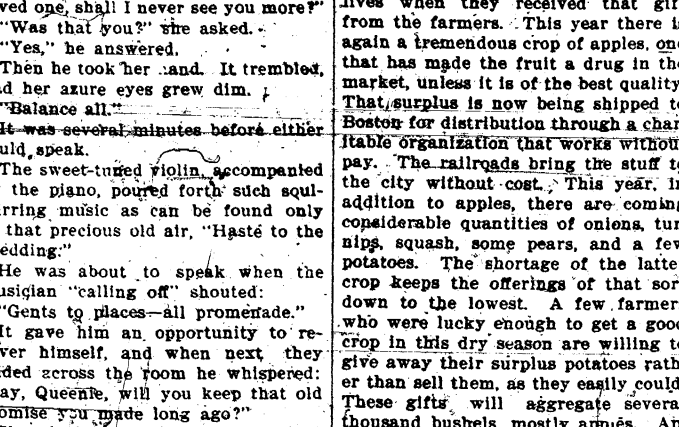 ved one, shall I never see you more?"
"Was that you?" she asked.
"Yes," he answered.
Then he took her .and. It trembled,
d her azure eyes grew dim.
"Balance all."
It was several minutes before either
uld speak.
The sweet-tuned violin, accompanied
the piano, poured forth such squi-
rring music as can be found only
that precious old air, "Haste to the
edding:"
He was about to speak when the
usician "calling off" shouted:
"Gents to places—all promenade."
It gave him an opportunity to re-
ver himself, and when next they
ded across the room he whispered:
ay, Queenie, will you keep that old
omise you made long ago?"
lives when they received that gif
from the farmers. This year there i
again a tremendous crop of apples, one
that has made the fruit a drug in the
market, unless it is of the best quality
That surplus is now being shipped t
Boston for distribution through a char
itable organization that works withou
pay. The railroads bring the stuff t
the city without cost. This year, in
addition to apples, there are coming
considerable quantities of onions, tur
nips, squash, some pears, and a few
potatoes. The shortage of the latte
crop keeps the offerings of that sor
down to the lowest. A few farmer
who were lucky enough to get a good
crop in this dry season are willing t
give away their surplus potatoes rath
er than sell them, as they easily could
These gifts will aggregate severa
thousand bushels, mostly apples. An